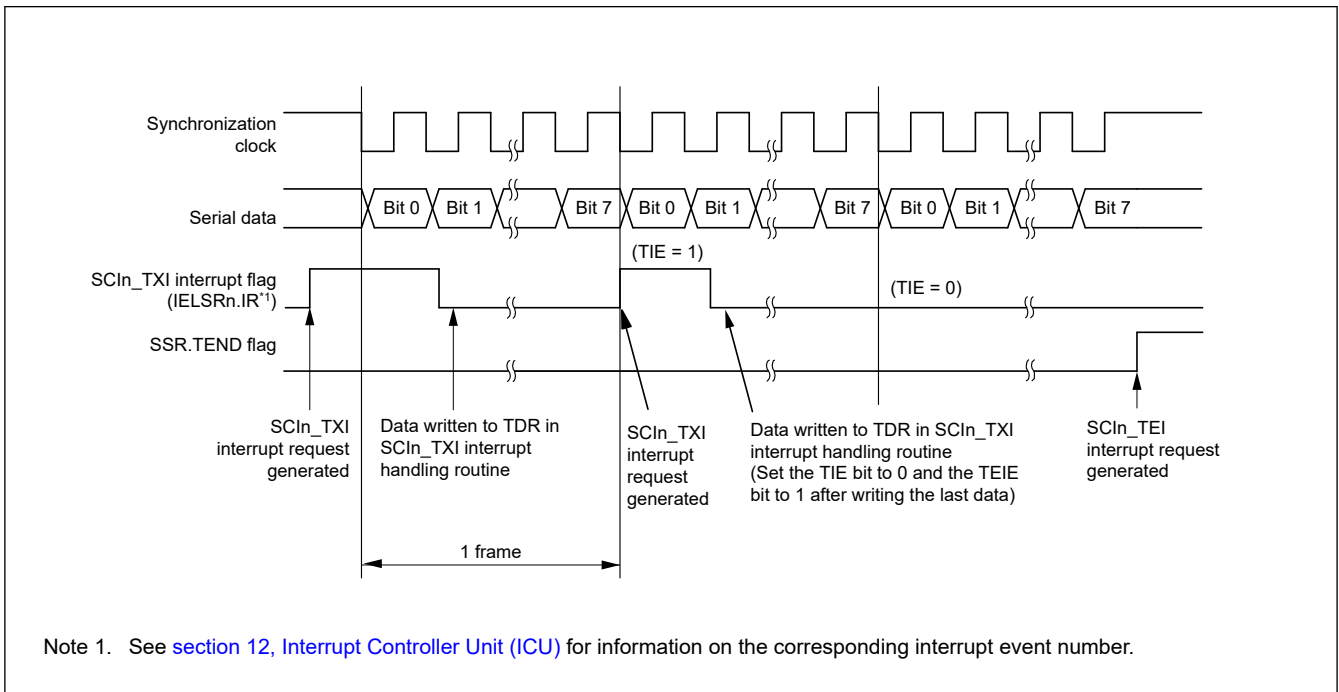 Synchronization
clock
Serial data
Bit 0 Bit 1 Bit 7 Bit 0 Bit 1 Bit 7 Bit 0 Bit 1 Bit 7
(TIE = 1)
SCIn_TXI interrupt flag
(IELSRn.IR*1)
(TIE = 0)
SSR.TEND flag
SCIn_TXI
interrupt request
generated
Data written to TDR in
SCIn_TXI interrupt
handling routine
SCIn_TXI
interrupt
request
generated
Data written to TDR in SCIn_TXI
interrupt handling routine
(Set the TIE bit to 0 and the TEIE
bit to 1 after writing the last data)
SCIn_TEI
interrupt request
generated
1 frame
Note 1. See section 12, Interrupt Controller Unit (ICU) for information on the corresponding interrupt event number.